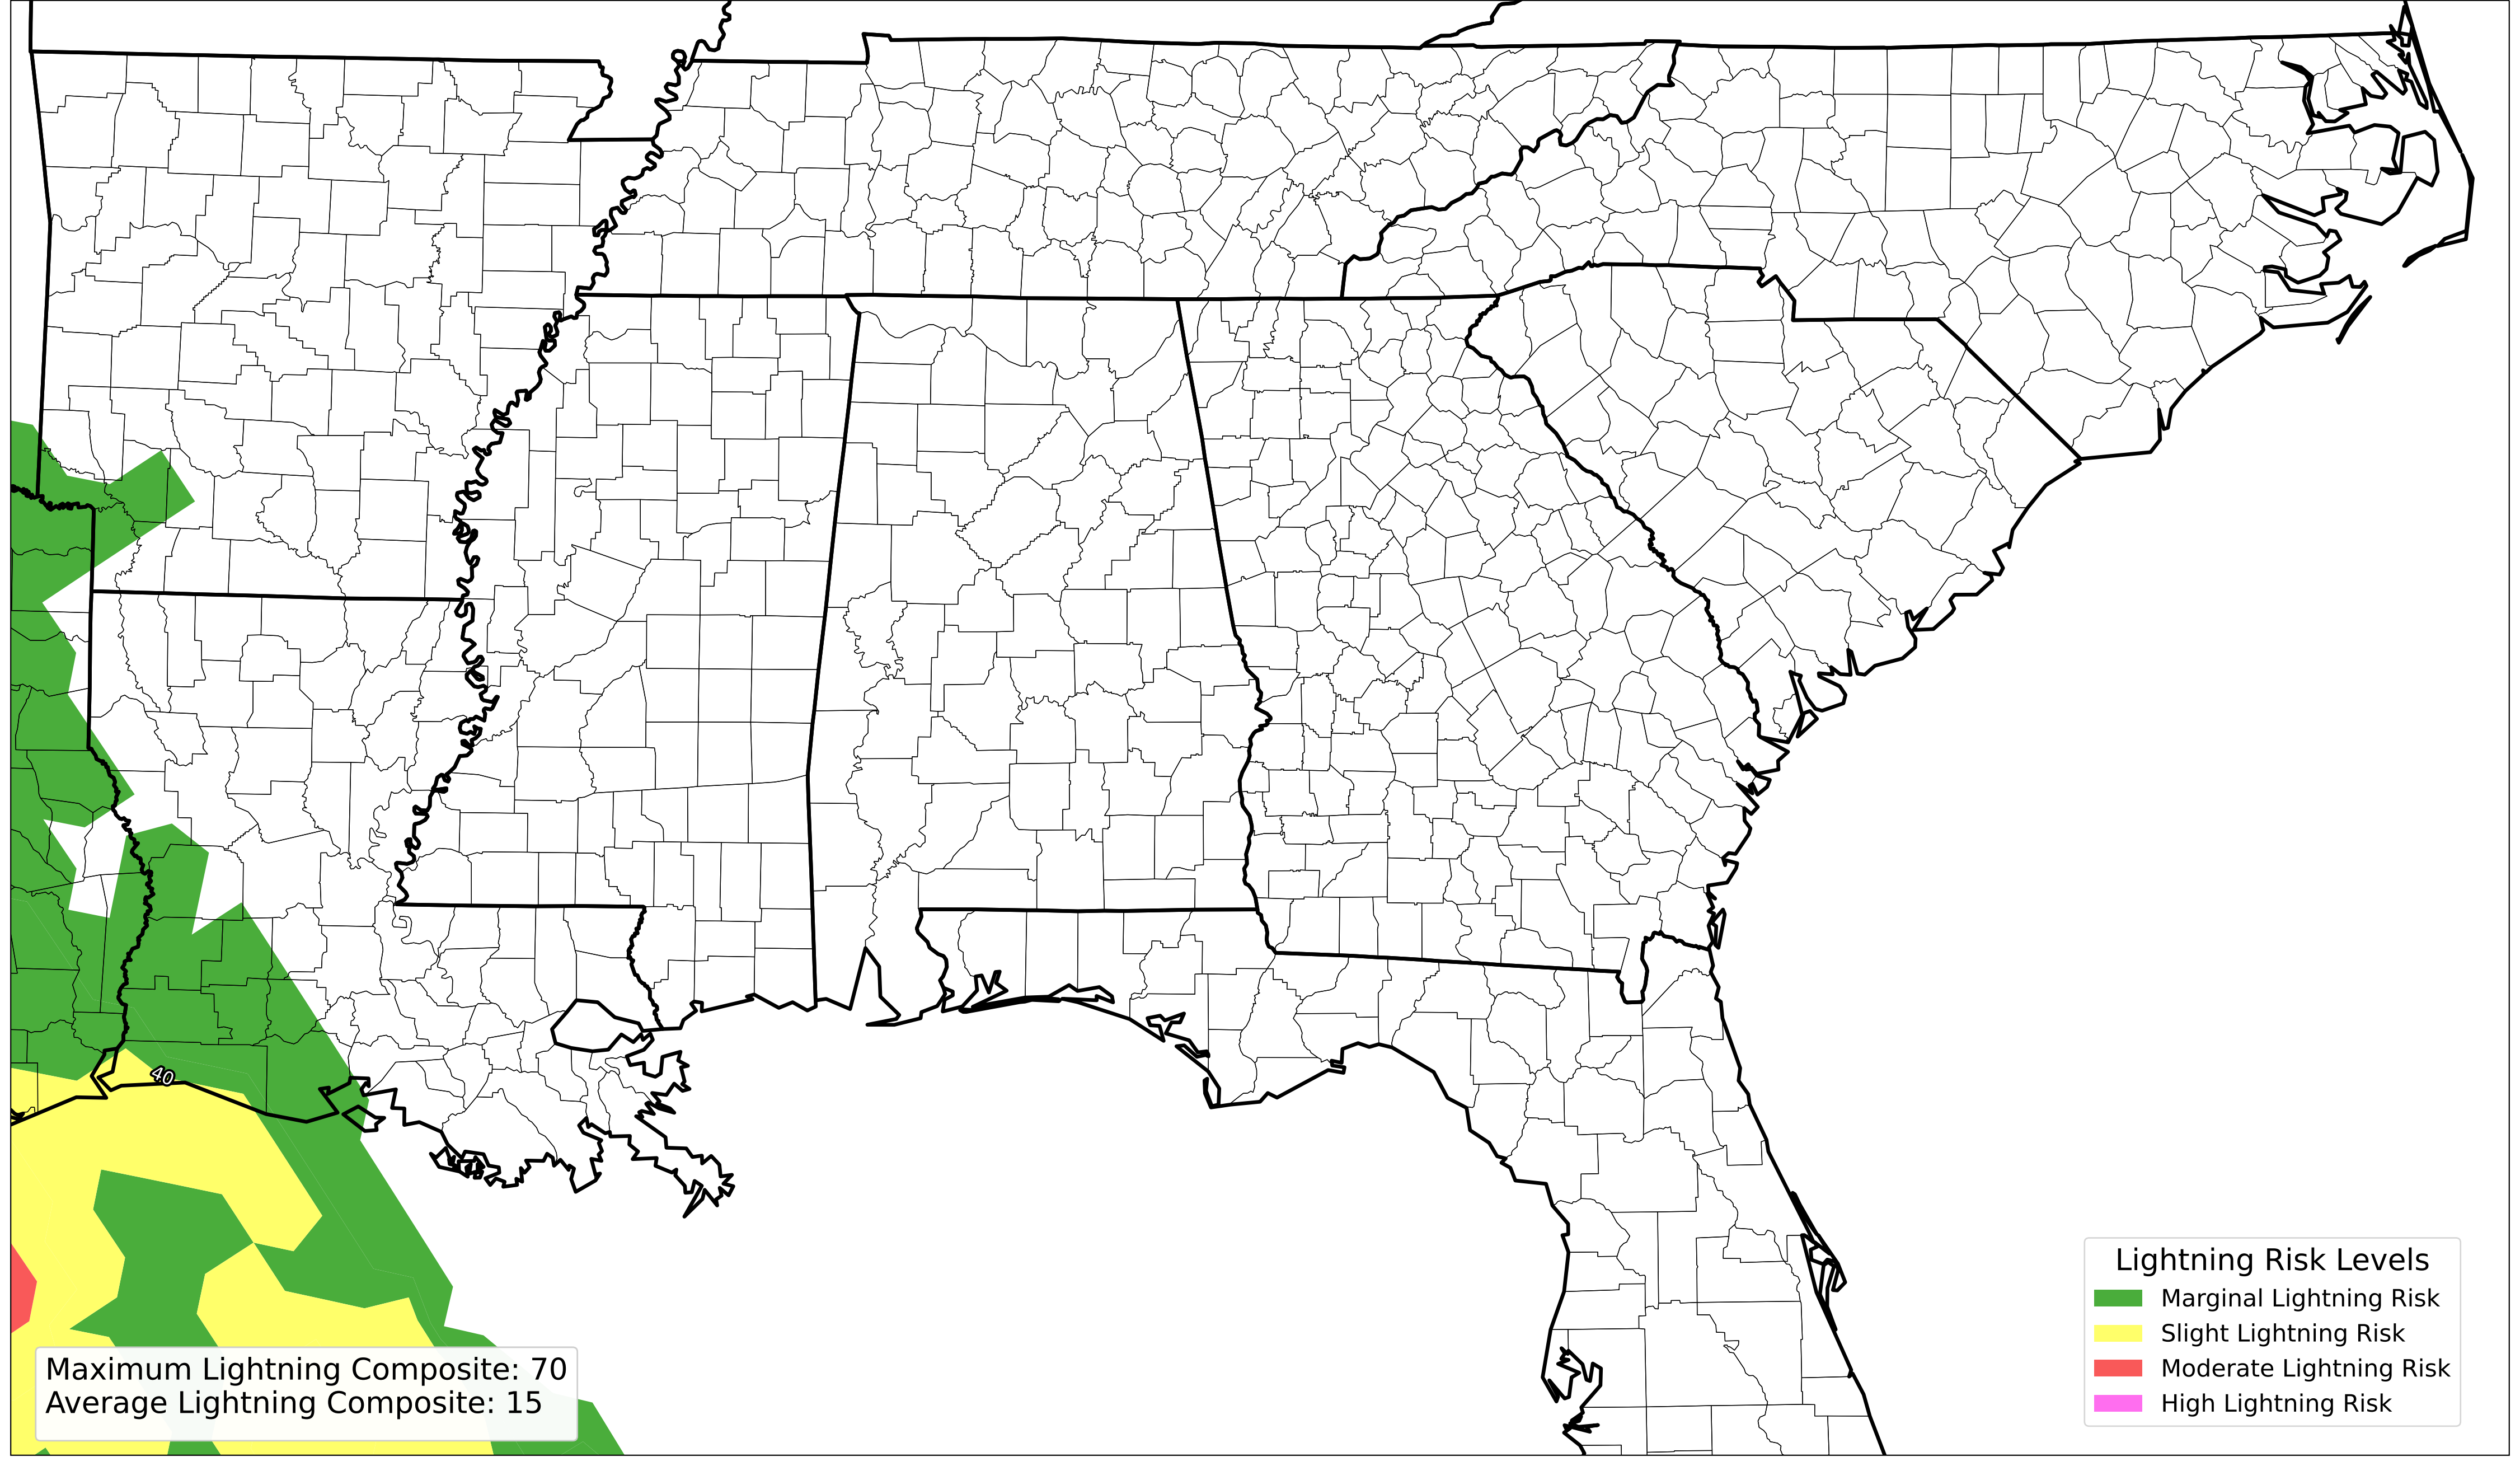 40
Lightning Risk Levels
Marginal Lightning Risk
Slight Lightning Risk
Moderate Lightning Risk
High Lightning Risk
Maximum Lightning Composite: 70
Average Lightning Composite: 15